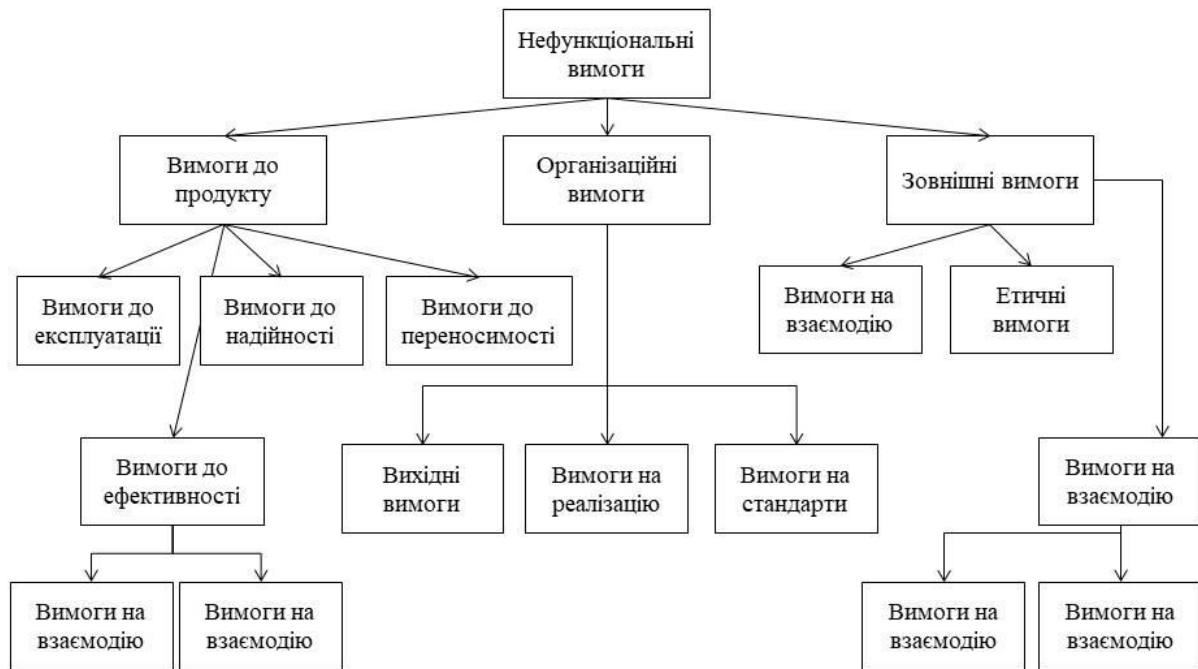 Нефункціональні
вимоги
Вимоги до
продукту
Організаційні
вимоги
Зовнішні вимоги
Вимоги до
експлуатації
Вимоги до
надійності
Вимоги до
переносимості
Вимоги на
взаємодію
Етичні
вимоги
Вимоги до
ефективності
Вихідні
вимоги
Вимоги на
реалізацію
Вимоги на
стандарти
Вимоги на
взаємодію
Вимоги на
взаємодію
Вимоги на
взаємодію
Вимоги на
взаємодію
Вимоги на
взаємодію